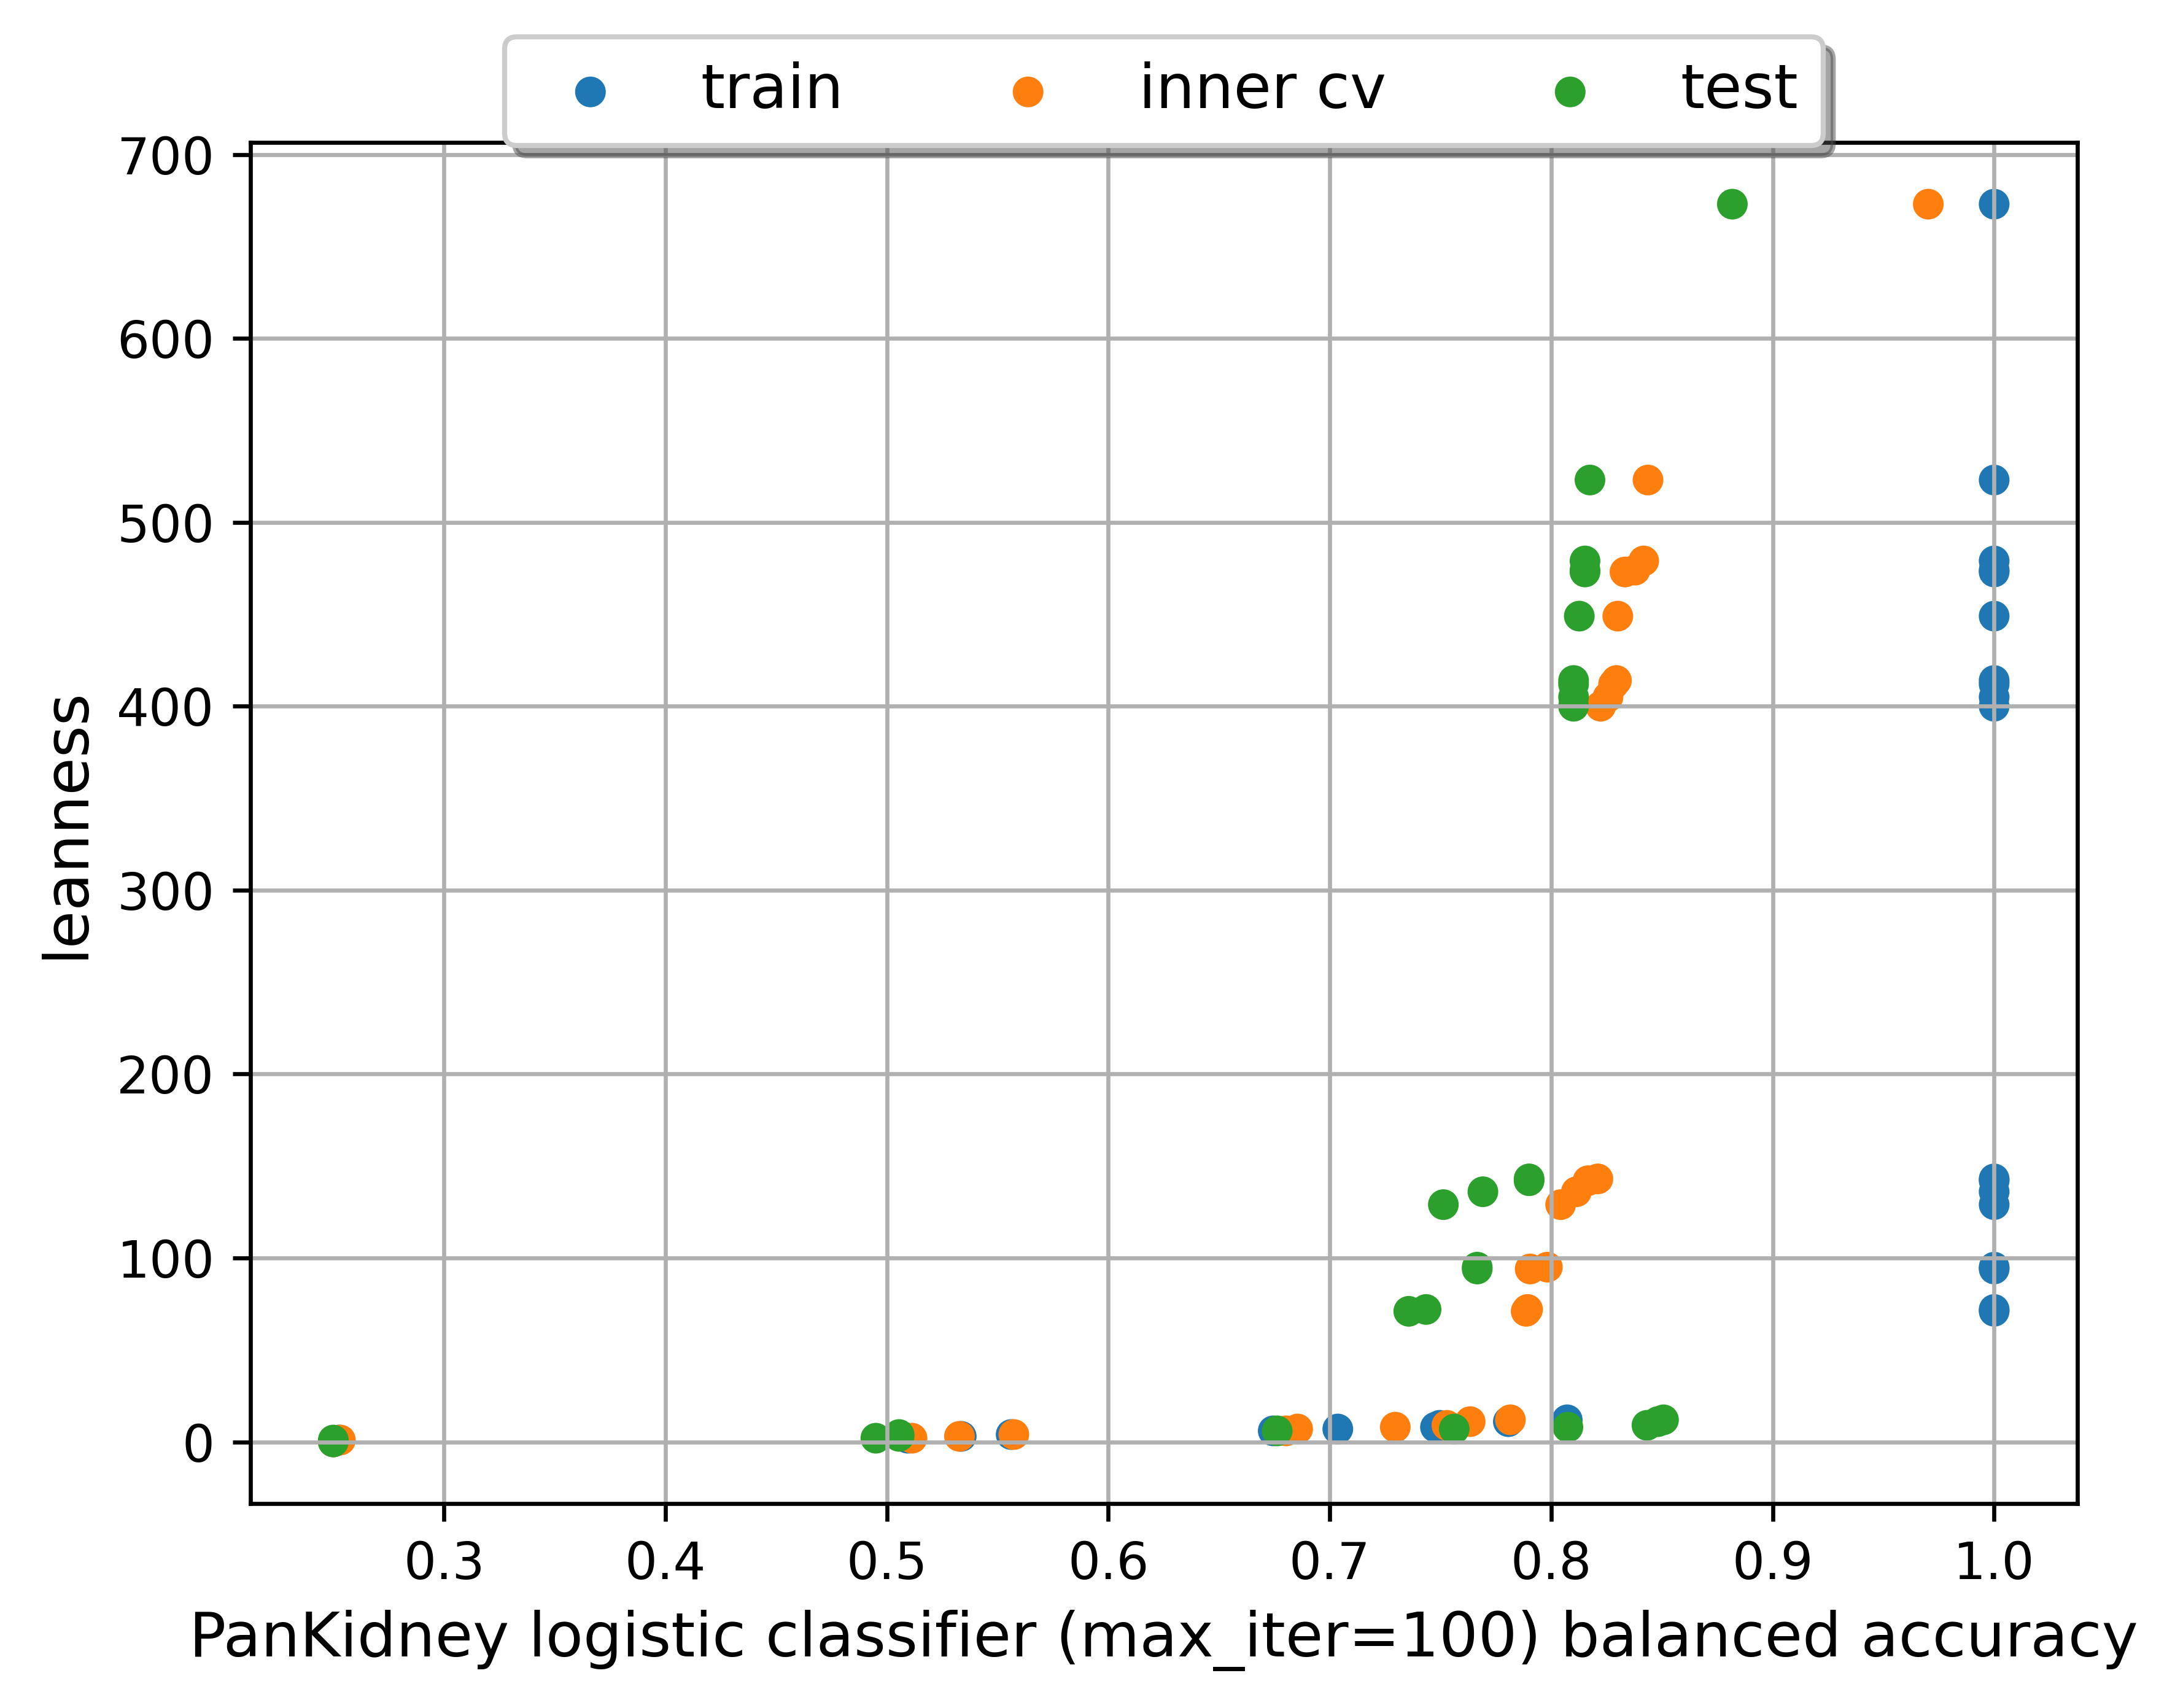 train inner cv test
700
600
500
400
300
200
100
0
leanness
0.3 0.4 0.5 0.6 0.7 0.8 0.9 1.0
PanKidney logistic classifier (max_iter=100) balanced accuracy